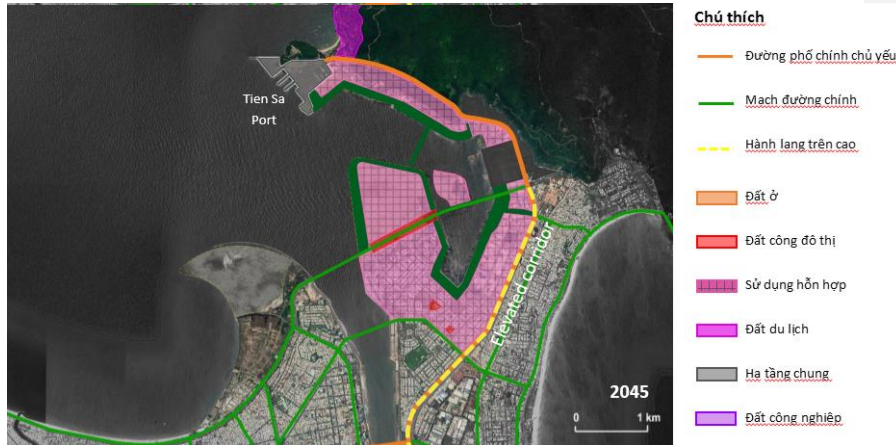 Tien Sa
Port
Elevated corridor
2045
0 1 km
Chú thích
Đường phố chính chủ yếu
Mach đường chính
Hành lang trên cao
Đất ở
Đất công đô thị
Sử dụng hỗn hợp
Đất du lịch
Hạ tầng chung
Đất công nghiệp